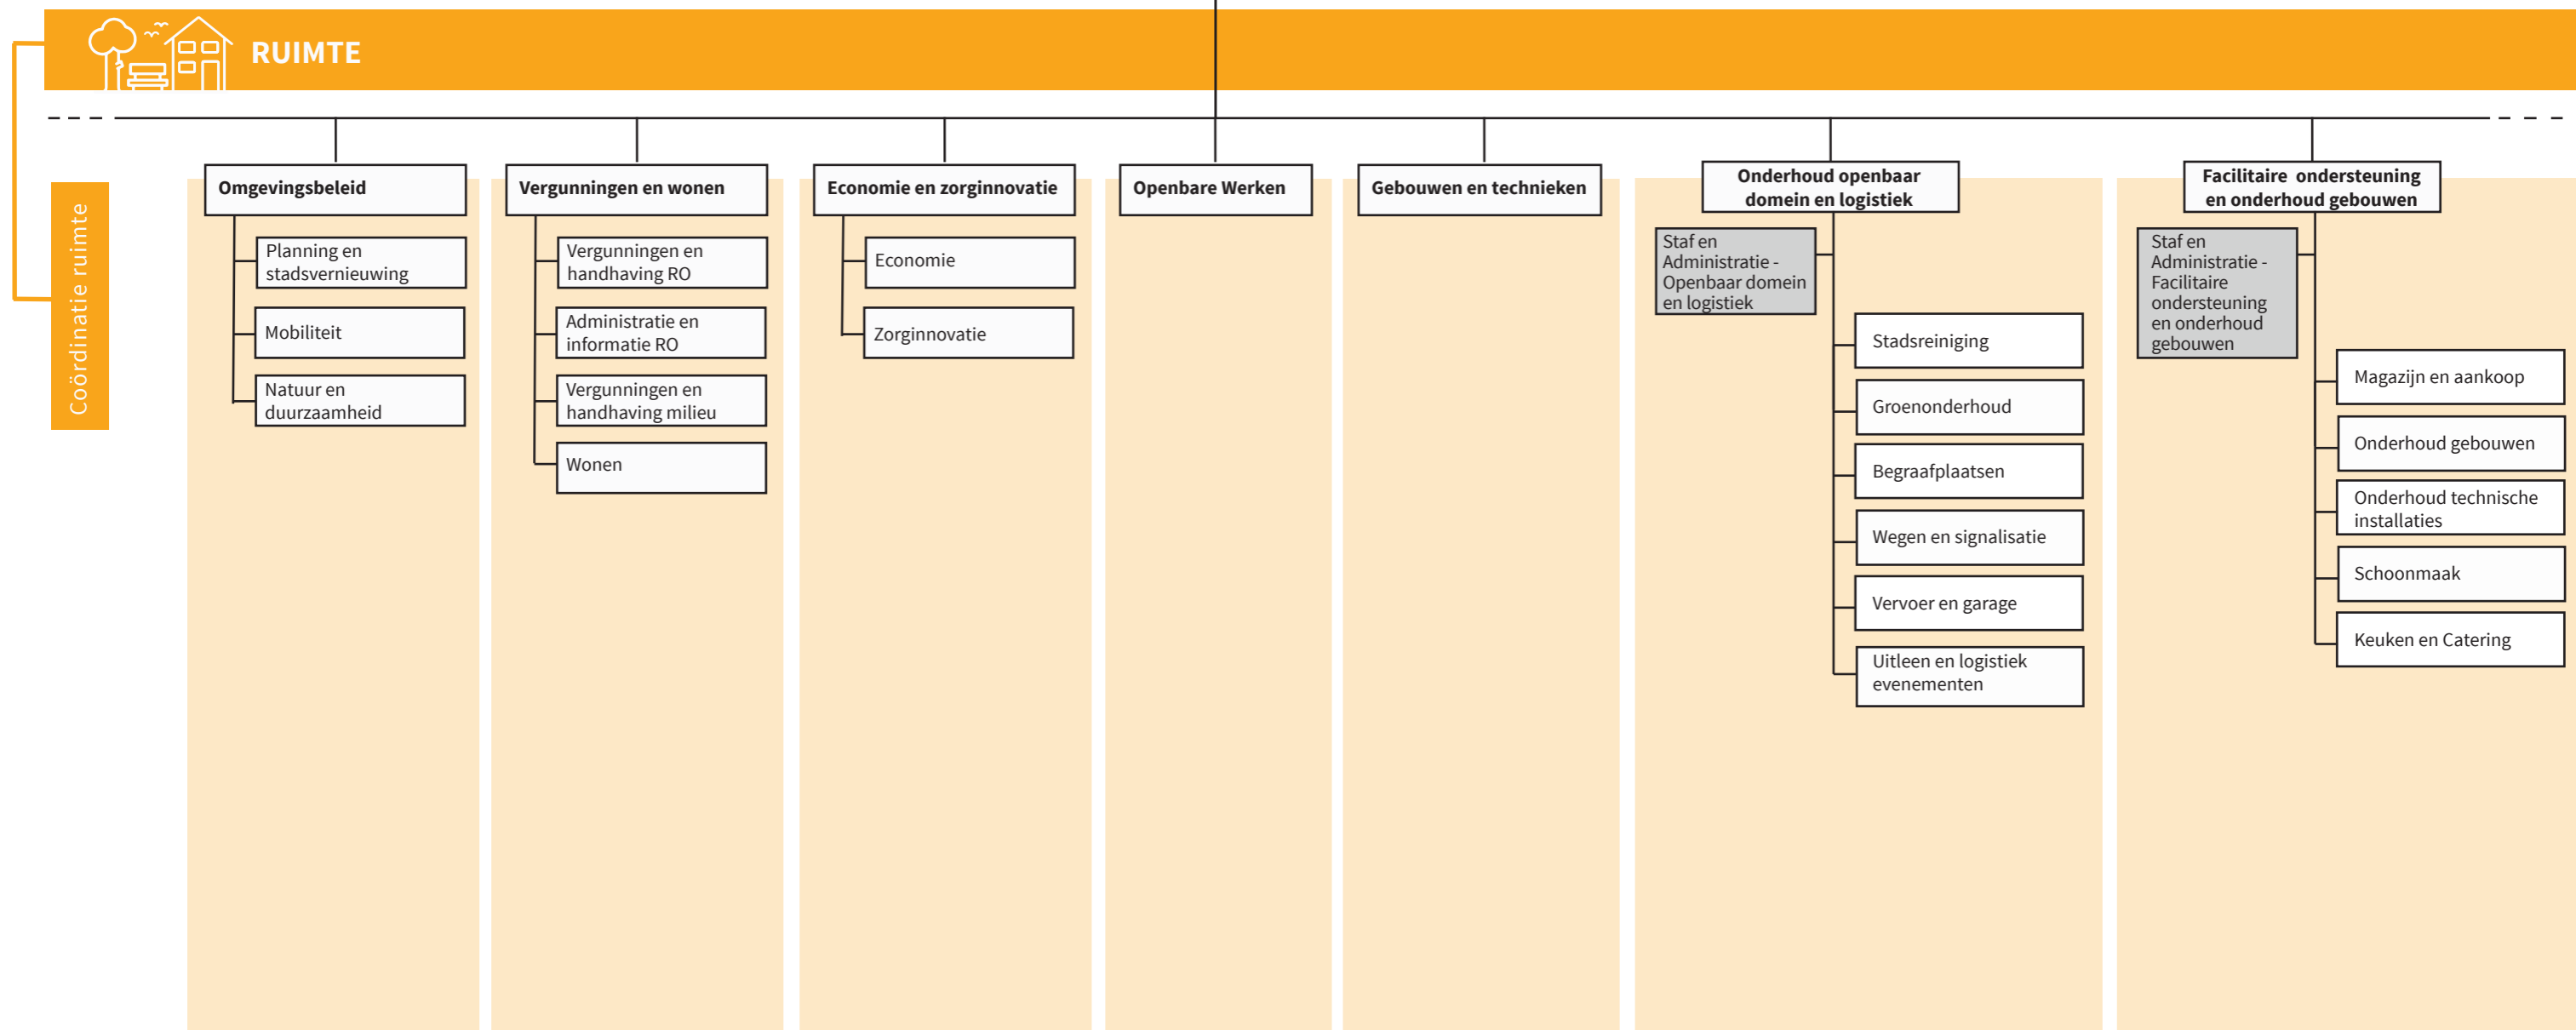 RUIMTE
Coördinatie ruimte
Omgevingsbeleid
Planning en
stadsvernieuwing
Mobiliteit
Natuur en
duurzaamheid
Vergunningen en wonen
Vergunningen en
handhaving RO
Administratie en
informatie RO
Vergunningen en
handhaving milieu
Wonen
Economie en zorginnovatie
Economie
Zorginnovatie
Openbare Werken
Gebouwen en technieken
Onderhoud openbaar
domein en logistiek
Staf en
Administratie -
Openbaar domein
en logistiek
Stadsreiniging
Groenonderhoud
Begraafplaatsen
Wegen en signalisatie
Vervoer en garage
Uitleen en logistiek
evenementen
Facilitaire ondersteuning
en onderhoud gebouwen
Staf en
Administratie -
Facilitaire
ondersteuning
en onderhoud
gebouwen
Magazijn en aankoop
Onderhoud gebouwen
Onderhoud technische
installaties
Schoonmaak
Keuken en Catering